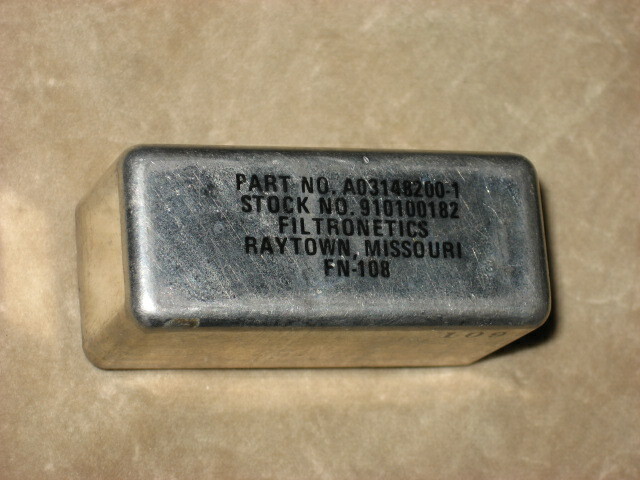 PART NO. A03148200-1
STOCK NO. 910100182
FILTRONETICS
RAYTOWN, MISSOURI
FN-108